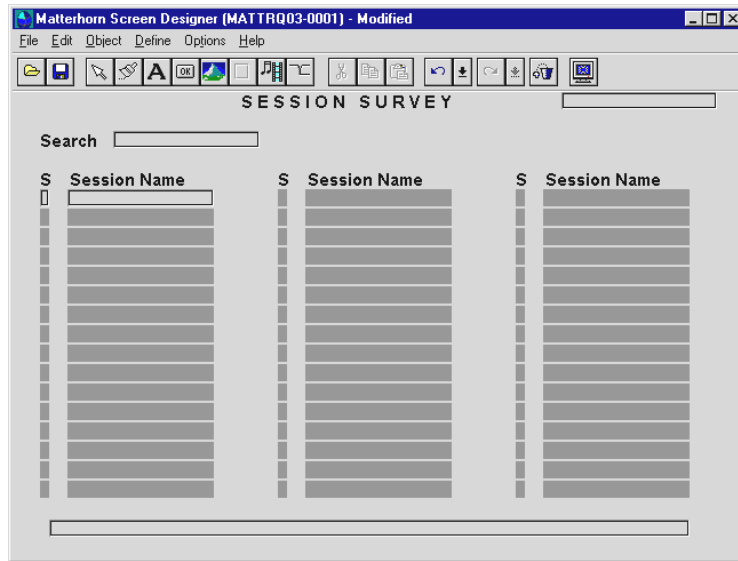 Matterhorn Screen Designer (MATTRQ03-0001) - Modified
File Edit Object Define Options Help
A OK
SESSION SURVEY
Search
S Session Name S Session Name S Session Name